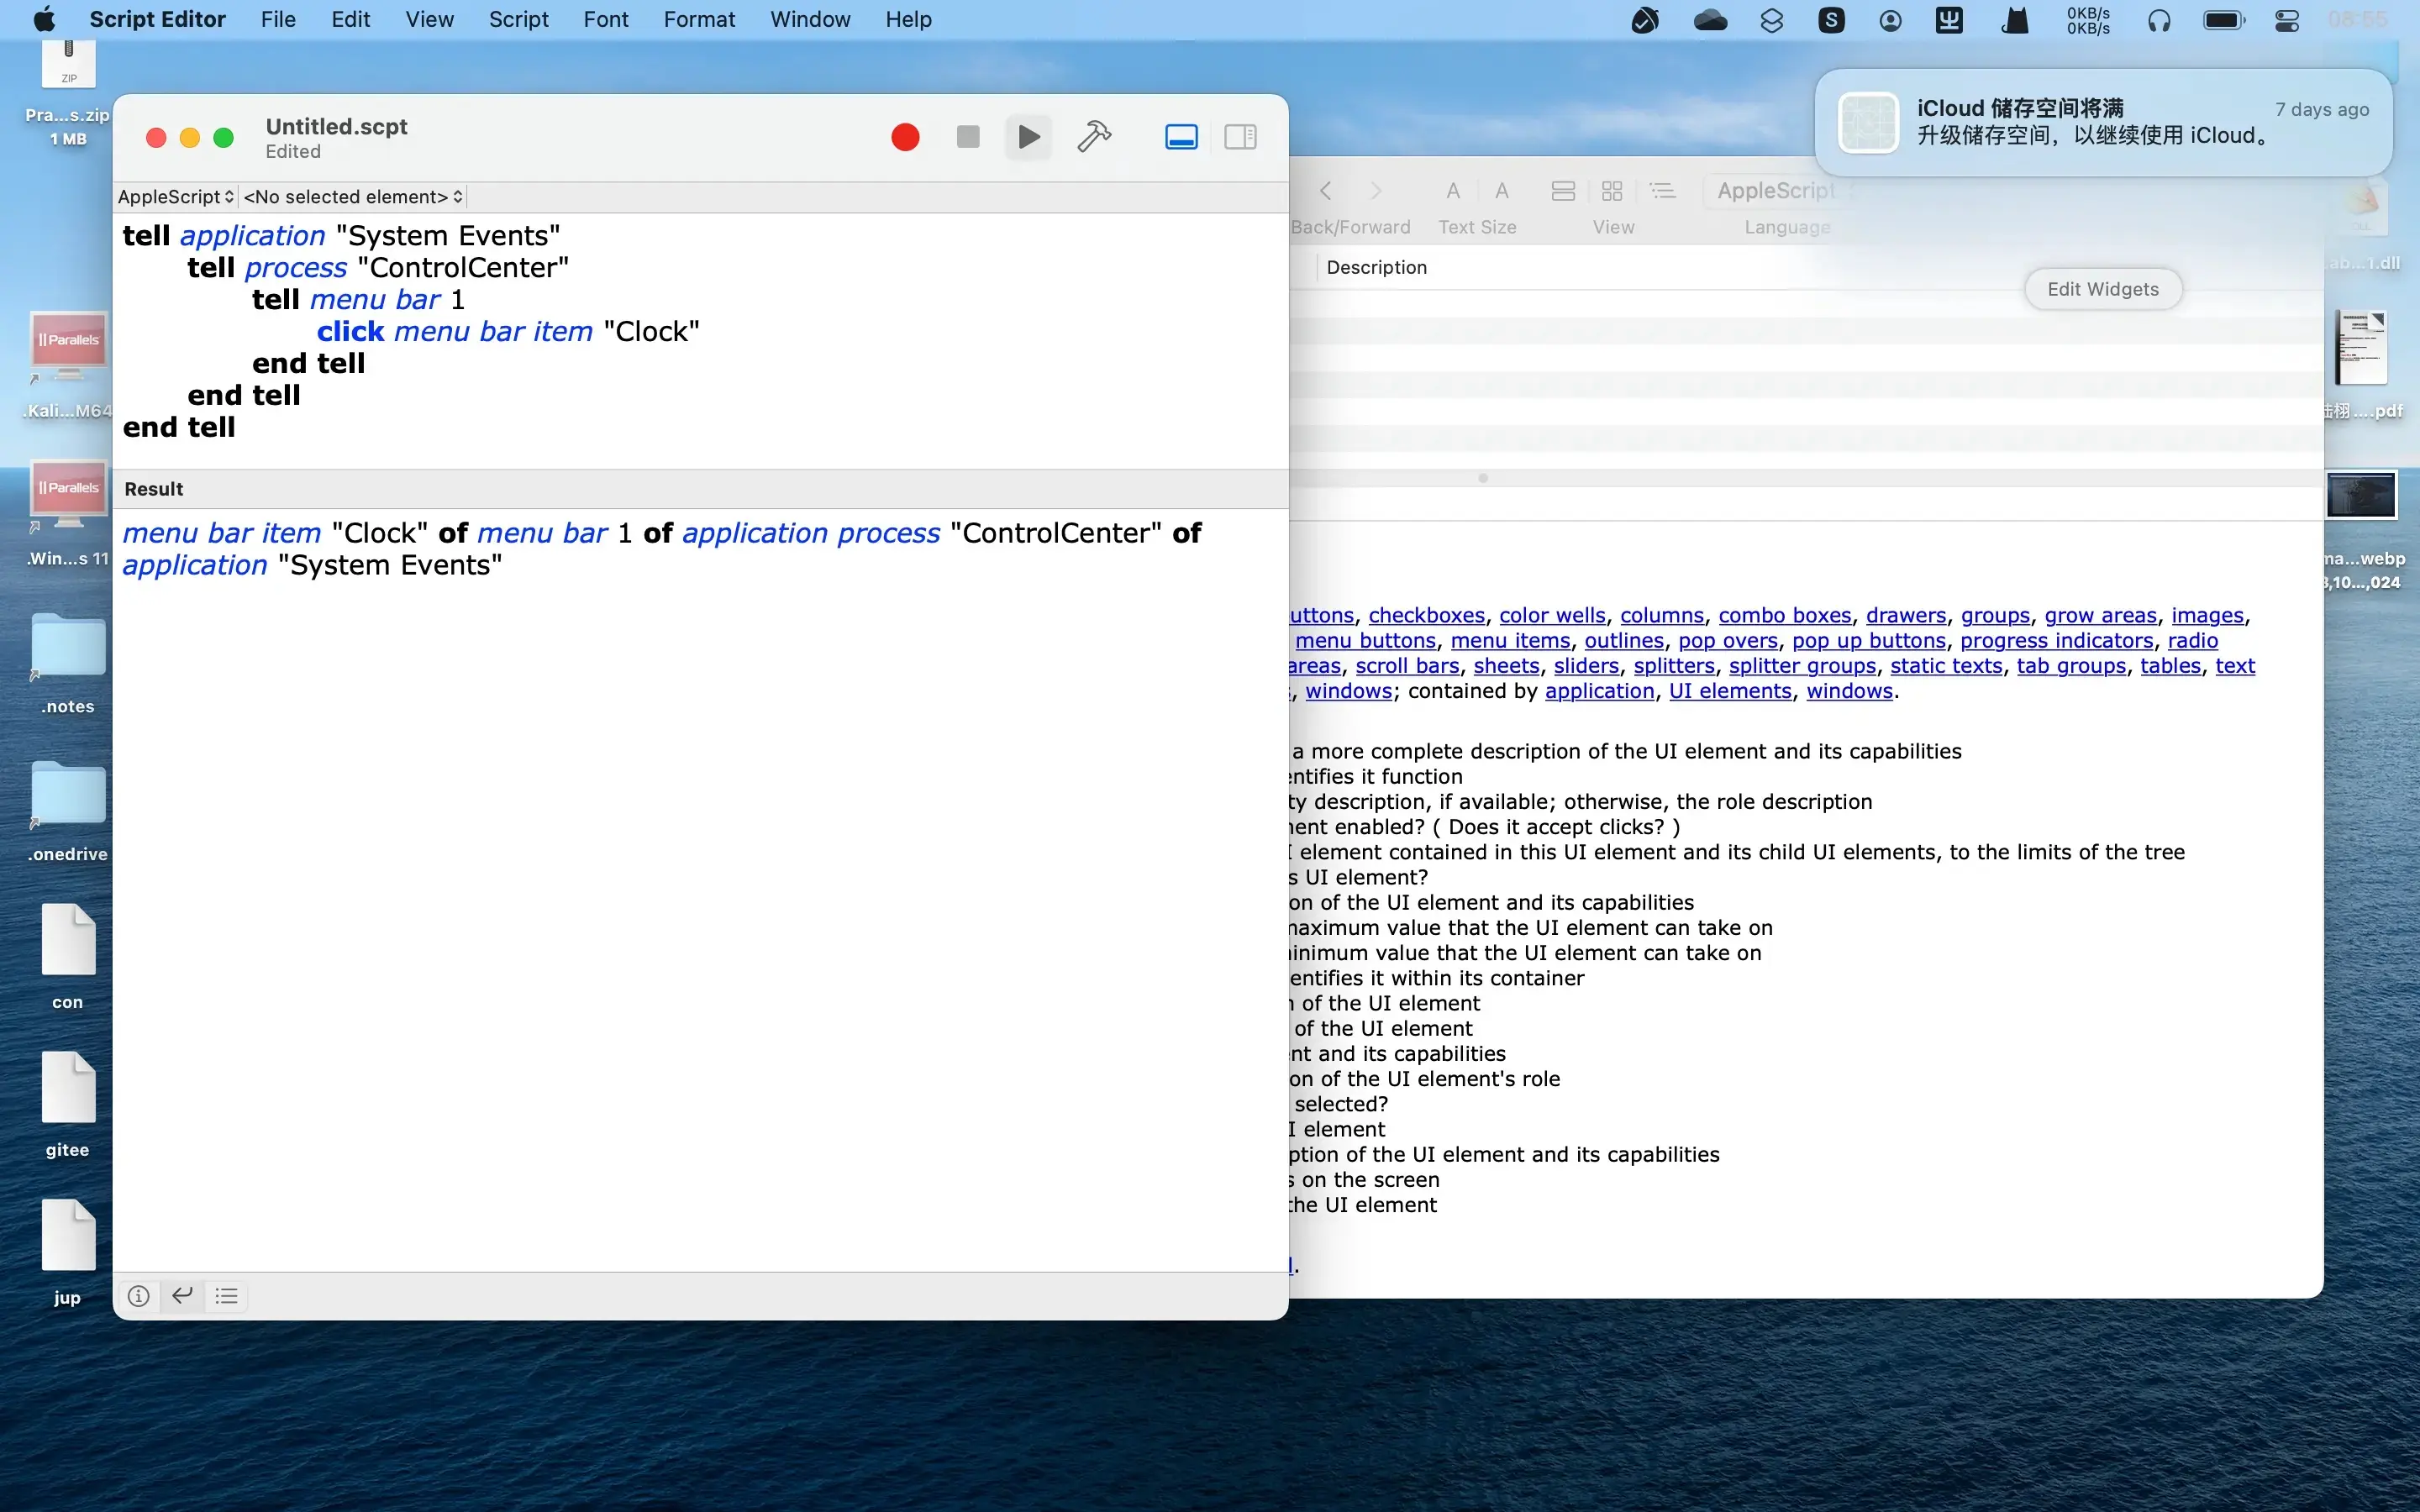 Script Editor File Edit View Script Font Format Window Help
0KB/s
0KB/s
08:55
ZIP
Pra...s.zip
1 MB
||Parallels
.Kali...M64
||Parallels
.Win...s 11
.notes
.onedrive
con
gitee
jup
Untitled.scpt
Edited
AppleScript <No selected element>
tell application "System Events"
tell process "ControlCenter"
tell menu bar 1
click menu bar item "Clock"
end tell
end tell
end tell
Result
menu bar item "Clock" of menu bar 1 of application process "ControlCenter" of
application "System Events"
iCloud 储存空间将满 7 days ago
升级储存空间，以继续使用 iCloud。
Edit Widgets
A A AppleScript
Back/Forward Text Size View Language
Description
uttons, checkboxes, color wells, columns, combo boxes, drawers, groups, grow areas, images,
menu buttons, menu items, outlines, pop overs, pop up buttons, progress indicators, radio
areas, scroll bars, sheets, sliders, splitters, splitter groups, static texts, tab groups, tables, text
, windows; contained by application, UI elements, windows.
a more complete description of the UI element and its capabilities
entifies it function
ty description, if available; otherwise, the role description
ent enabled? ( Does it accept clicks? )
I element contained in this UI element and its child UI elements, to the limits of the tree
s UI element?
on of the UI element and its capabilities
maximum value that the UI element can take on
inimum value that the UI element can take on
entifies it within its container
n of the UI element
of the UI element
nt and its capabilities
on of the UI element's role
selected?
I element
ption of the UI element and its capabilities
s on the screen
the UI element
l.
ab...1.dll
栩 ....pdf
ma...webp
3,10...,024